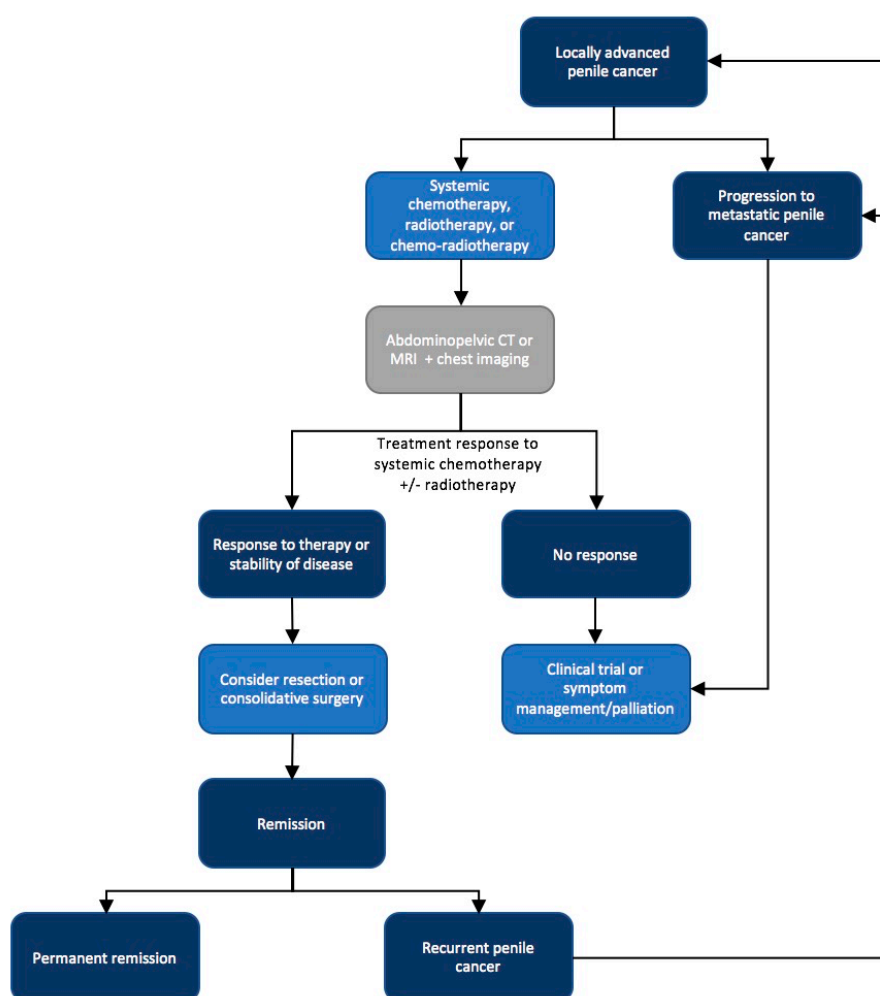 Locally advanced
penile cancer
Systemic
chemotherapy,
radiotherapy, or
chemo-radiotherapy
Progression to
metastatic penile
cancer
Abdominopelvic CT or
MRI + chest imaging
Treatment response to
systemic chemotherapy
+/- radiotherapy
Response to therapy or
stability of disease
No response
Consider resection or
consolidative surgery
Clinical trial or
symptom
management/palliation
Remission
Permanent remission
Recurrent penile
cancer